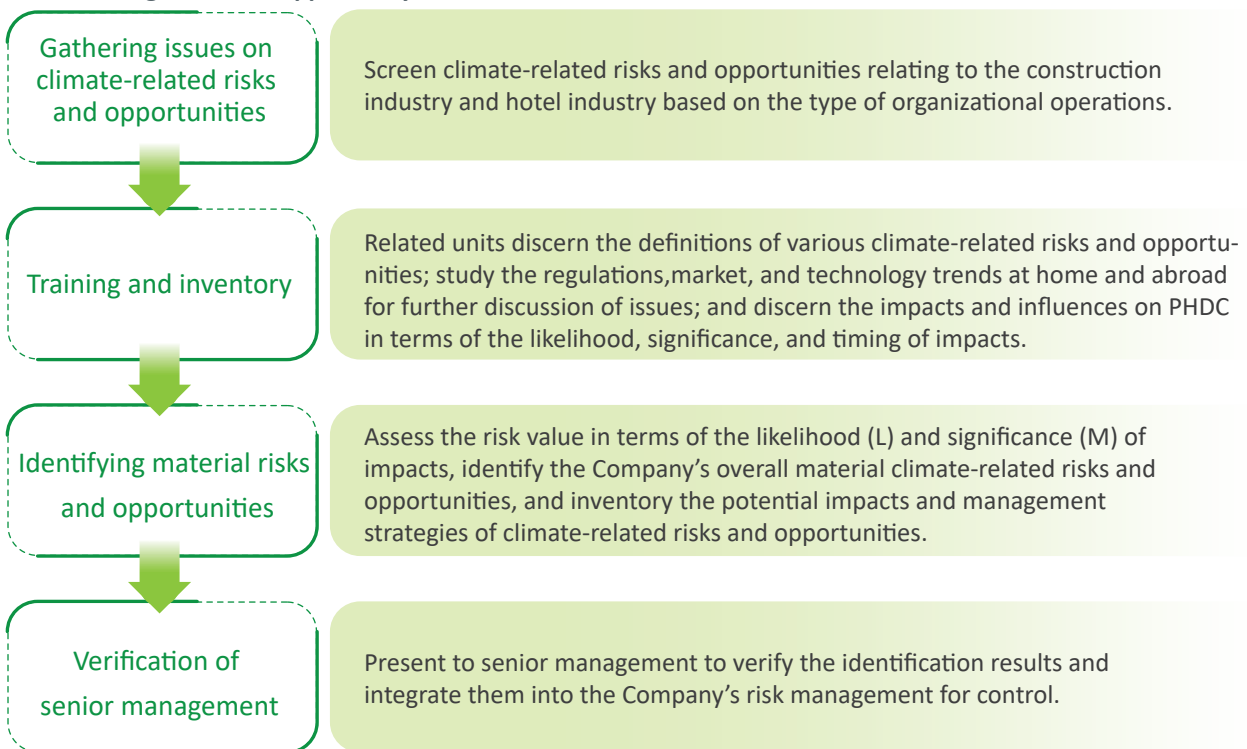 Gathering issues on
climate-related risks
and opportunities
Screen climate-related risks and opportunities relating to the construction
industry and hotel industry based on the type of organizational operations.
Training and inventory
Related units discern the definitions of various climate-related risks and opportu-
nities; study the regulations,market, and technology trends at home and abroad
for further discussion of issues; and discern the impacts and influences on PHDC
in terms of the likelihood, significance, and timing of impacts.
Identifying material risks
and opportunities
Assess the risk value in terms of the likelihood (L) and significance (M) of
impacts, identify the Company’s overall material climate-related risks and
opportunities, and inventory the potential impacts and management
strategies of climate-related risks and opportunities.
Verification of
senior management
Present to senior management to verify the identification results and
integrate them into the Company’s risk management for control.